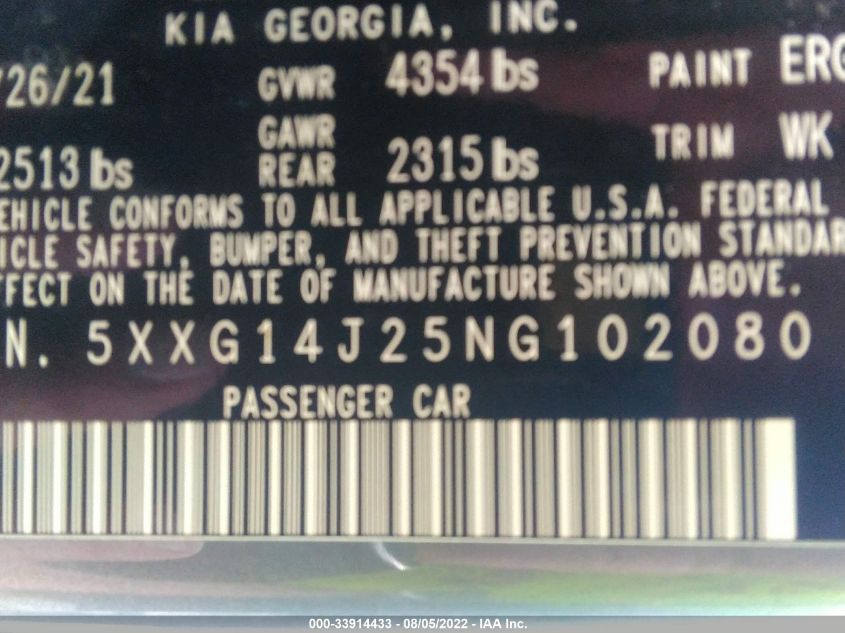 KIA GEORGIA, INC.
/26/21 GVWR 4354 lbs PAINT ERG
GAWR
2513 lbs REAR 2315 lbs TRIM WK
EHICLE CONFORMS TO ALL APPLICABLE U.S.A. FEDERAL
ICLE SAFETY, BUMPER, AND THEFT PREVENTION STANDAR
FFECT ON THE DATE OF MANUFACTURE SHOWN ABOVE.
N. 5XXG14J25NG102080
PASSENGER CAR
000-33914433 - 08/05/2022 - IAA Inc.